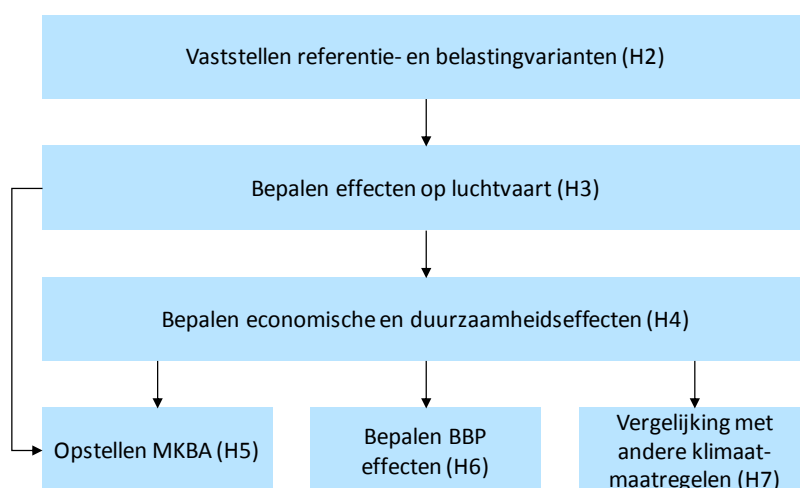 Vaststellen referentie- en belastingvarianten (H2)
Bepalen effecten op luchtvaart (H3)
Bepalen economische en duurzaamheidseffecten (H4)
Opstellen MKBA (H5)
Bepalen BBP
effecten (H6)
Vergelijking met
andere klimaat-
maatregelen (H7)